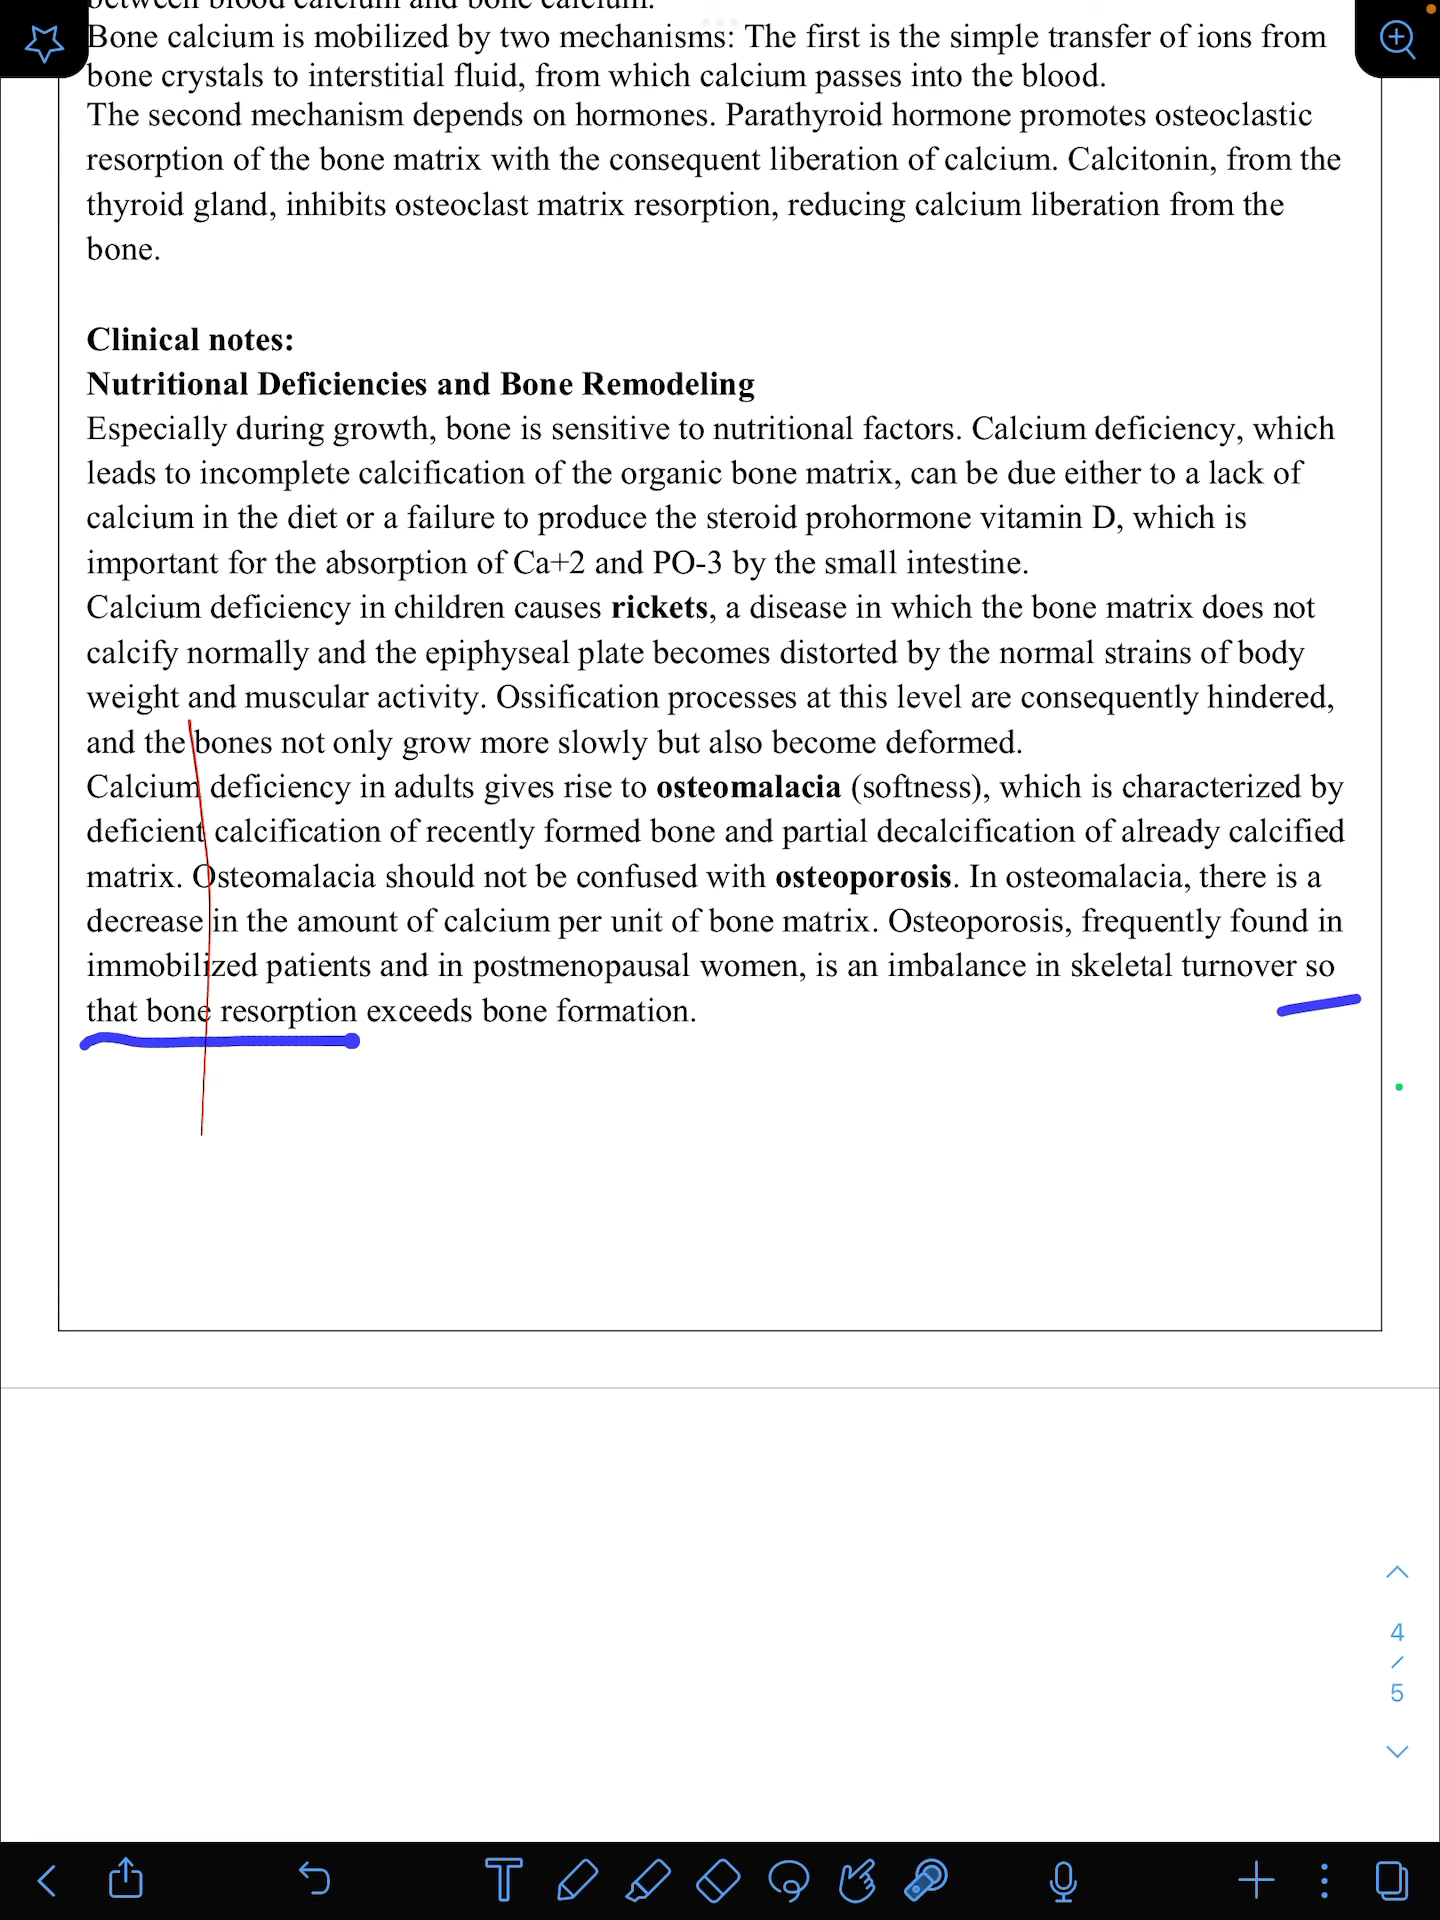 between blood calcium and bone calcium.
Bone calcium is mobilized by two mechanisms: The first is the simple transfer of ions from
bone crystals to interstitial fluid, from which calcium passes into the blood.
The second mechanism depends on hormones. Parathyroid hormone promotes osteoclastic
resorption of the bone matrix with the consequent liberation of calcium. Calcitonin, from the
thyroid gland, inhibits osteoclast matrix resorption, reducing calcium liberation from the
bone.
Clinical notes:
Nutritional Deficiencies and Bone Remodeling
Especially during growth, bone is sensitive to nutritional factors. Calcium deficiency, which
leads to incomplete calcification of the organic bone matrix, can be due either to a lack of
calcium in the diet or a failure to produce the steroid prohormone vitamin D, which is
important for the absorption of Ca+2 and PO-3 by the small intestine.
Calcium deficiency in children causes rickets, a disease in which the bone matrix does not
calcify normally and the epiphyseal plate becomes distorted by the normal strains of body
weight and muscular activity. Ossification processes at this level are consequently hindered,
and the bones not only grow more slowly but also become deformed.
Calcium deficiency in adults gives rise to osteomalacia (softness), which is characterized by
deficient calcification of recently formed bone and partial decalcification of already calcified
matrix. Osteomalacia should not be confused with osteoporosis. In osteomalacia, there is a
decrease in the amount of calcium per unit of bone matrix. Osteoporosis, frequently found in
immobilized patients and in postmenopausal women, is an imbalance in skeletal turnover so
that bone resorption exceeds bone formation.
4
/
5
T